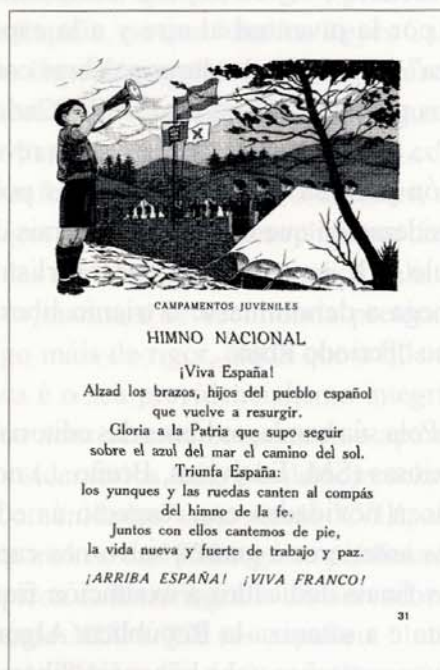 CAMPAMENTOS JUVENILES
HIMNO NACIONAL
¡Viva España!
Alzad los brazos, hijos del pueblo español
que vuelve a resurgir.
Gloria a la Patria que supo seguir
sobre el azul del mar el camino del sol.
Triunfa España:
los yunques y las ruedas canten al compás
del himno de la fe.
Juntos con ellos cantemos de pie,
la vida nueva y fuerte de trabajo y paz.
¡ARRIBA ESPAÑA! ¡VIVA FRANCO!
31